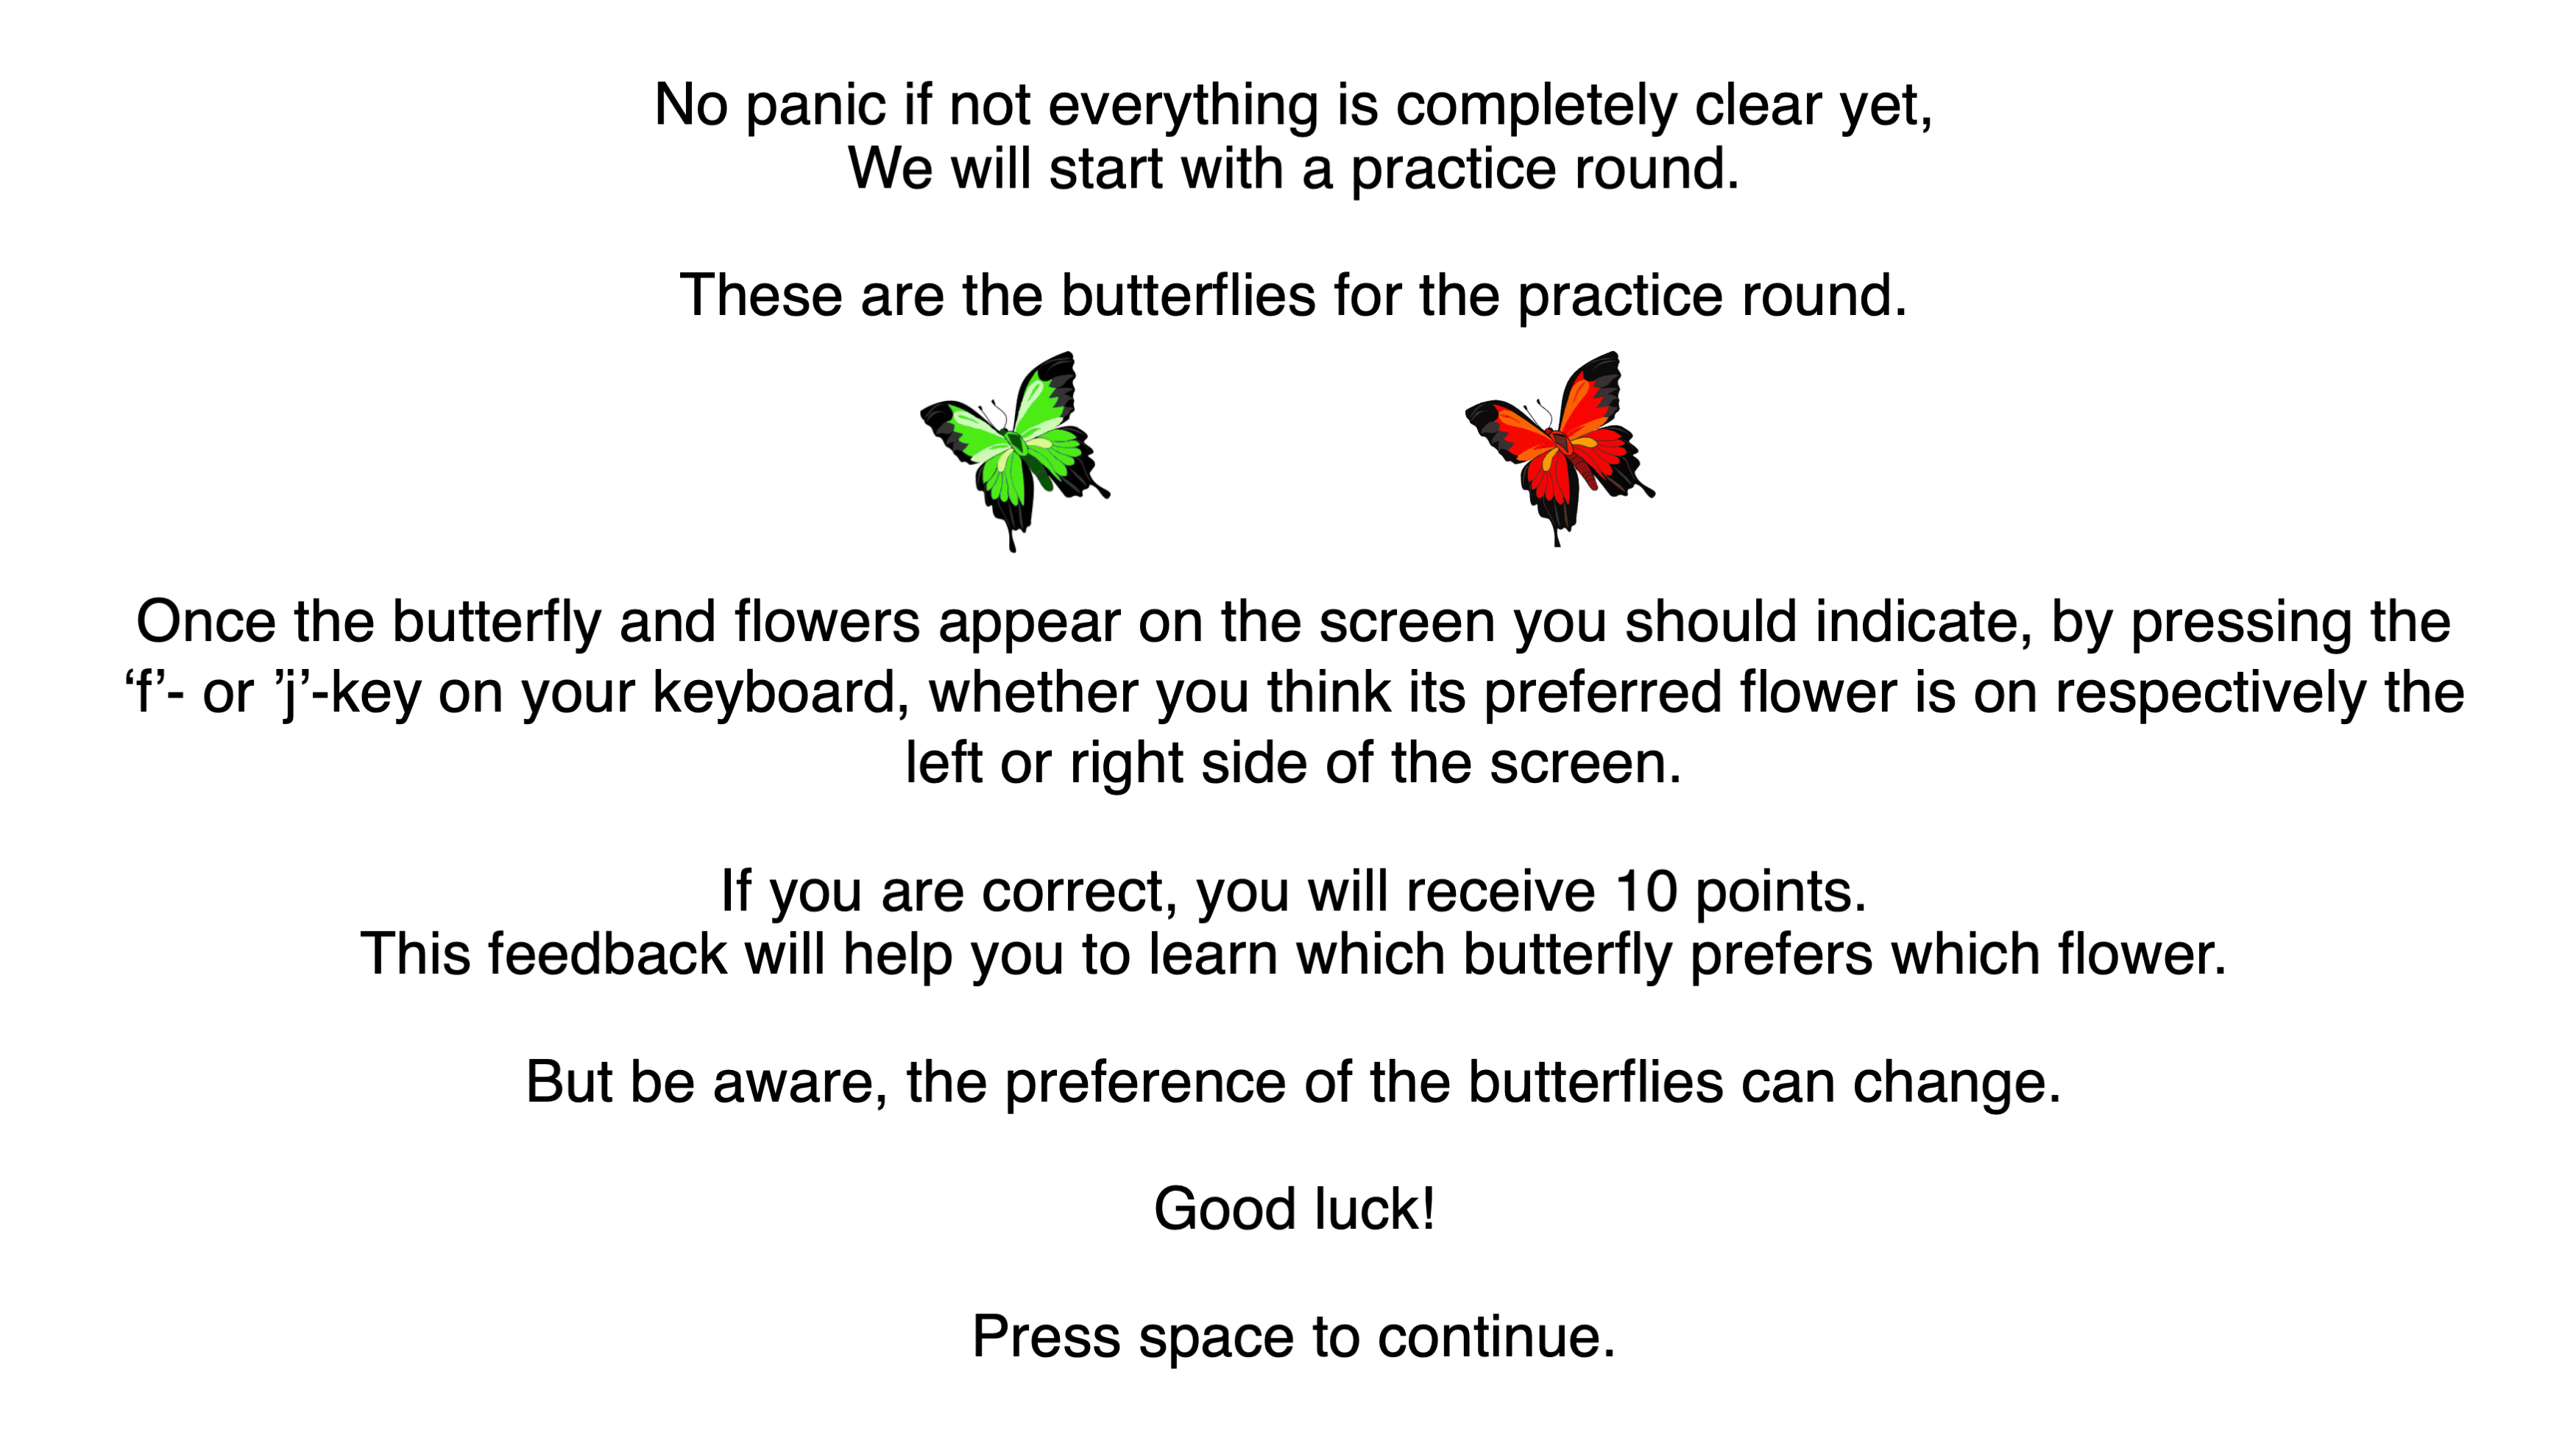 No panic if not everything is completely clear yet,
We will start with a practice round.
These are the butterflies for the practice round.
Once the butterfly and flowers appear on the screen you should indicate, by pressing the
‘f’- or ’j’-key on your keyboard, whether you think its preferred flower is on respectively the
left or right side of the screen.
If you are correct, you will receive 10 points.
This feedback will help you to learn which butterfly prefers which flower.
But be aware, the preference of the butterflies can change.
Good luck!
Press space to continue.